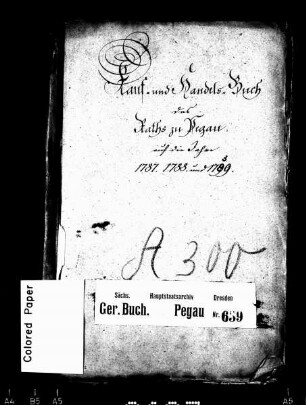 Kauf- und Handels-Buch
des
Raths zu Pegau.
auf die Jahre
1787. 1788. und 1789.
A 300
Sächs. Hauptstaatsarchiv Dresden
Ger. Buch. Pegau Nr. 659
Colored Paper
A4 B5 A5 A5